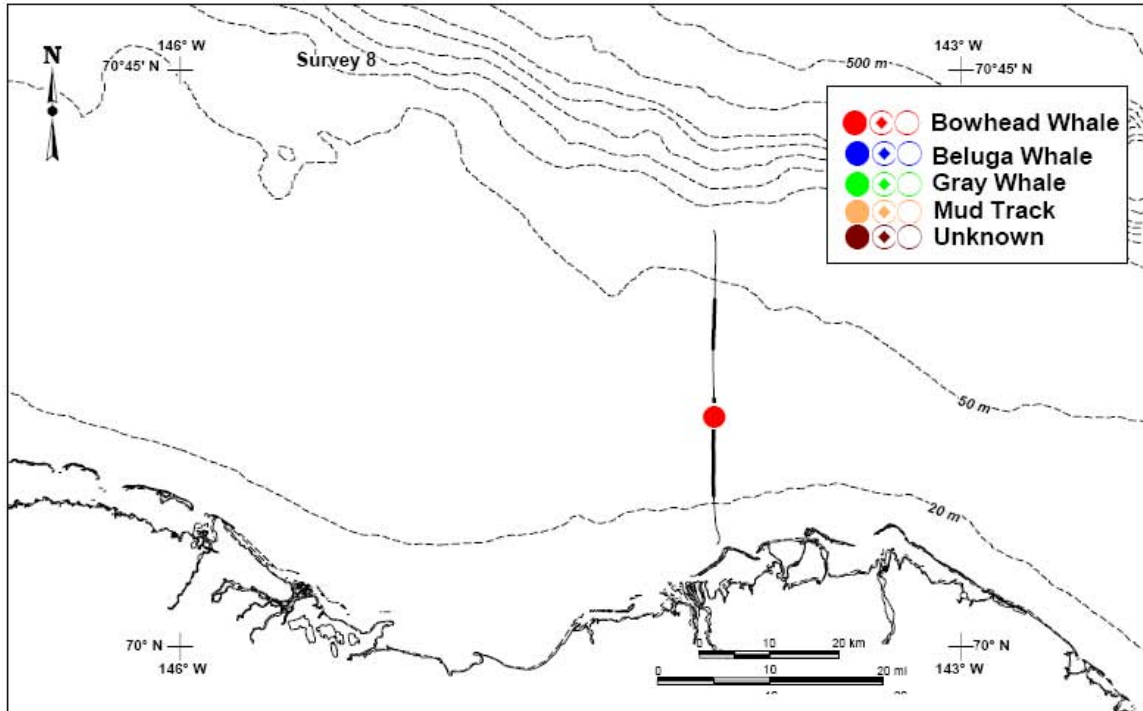 N
146° W
70°45' N
Survey 8
500 m
143° W
70°45' N
Bowhead Whale
Beluga Whale
Gray Whale
Mud Track
Unknown
50 m
20 m
70° N
146° W
0 10 20 km
0 10 20 mi
70° N
143° W